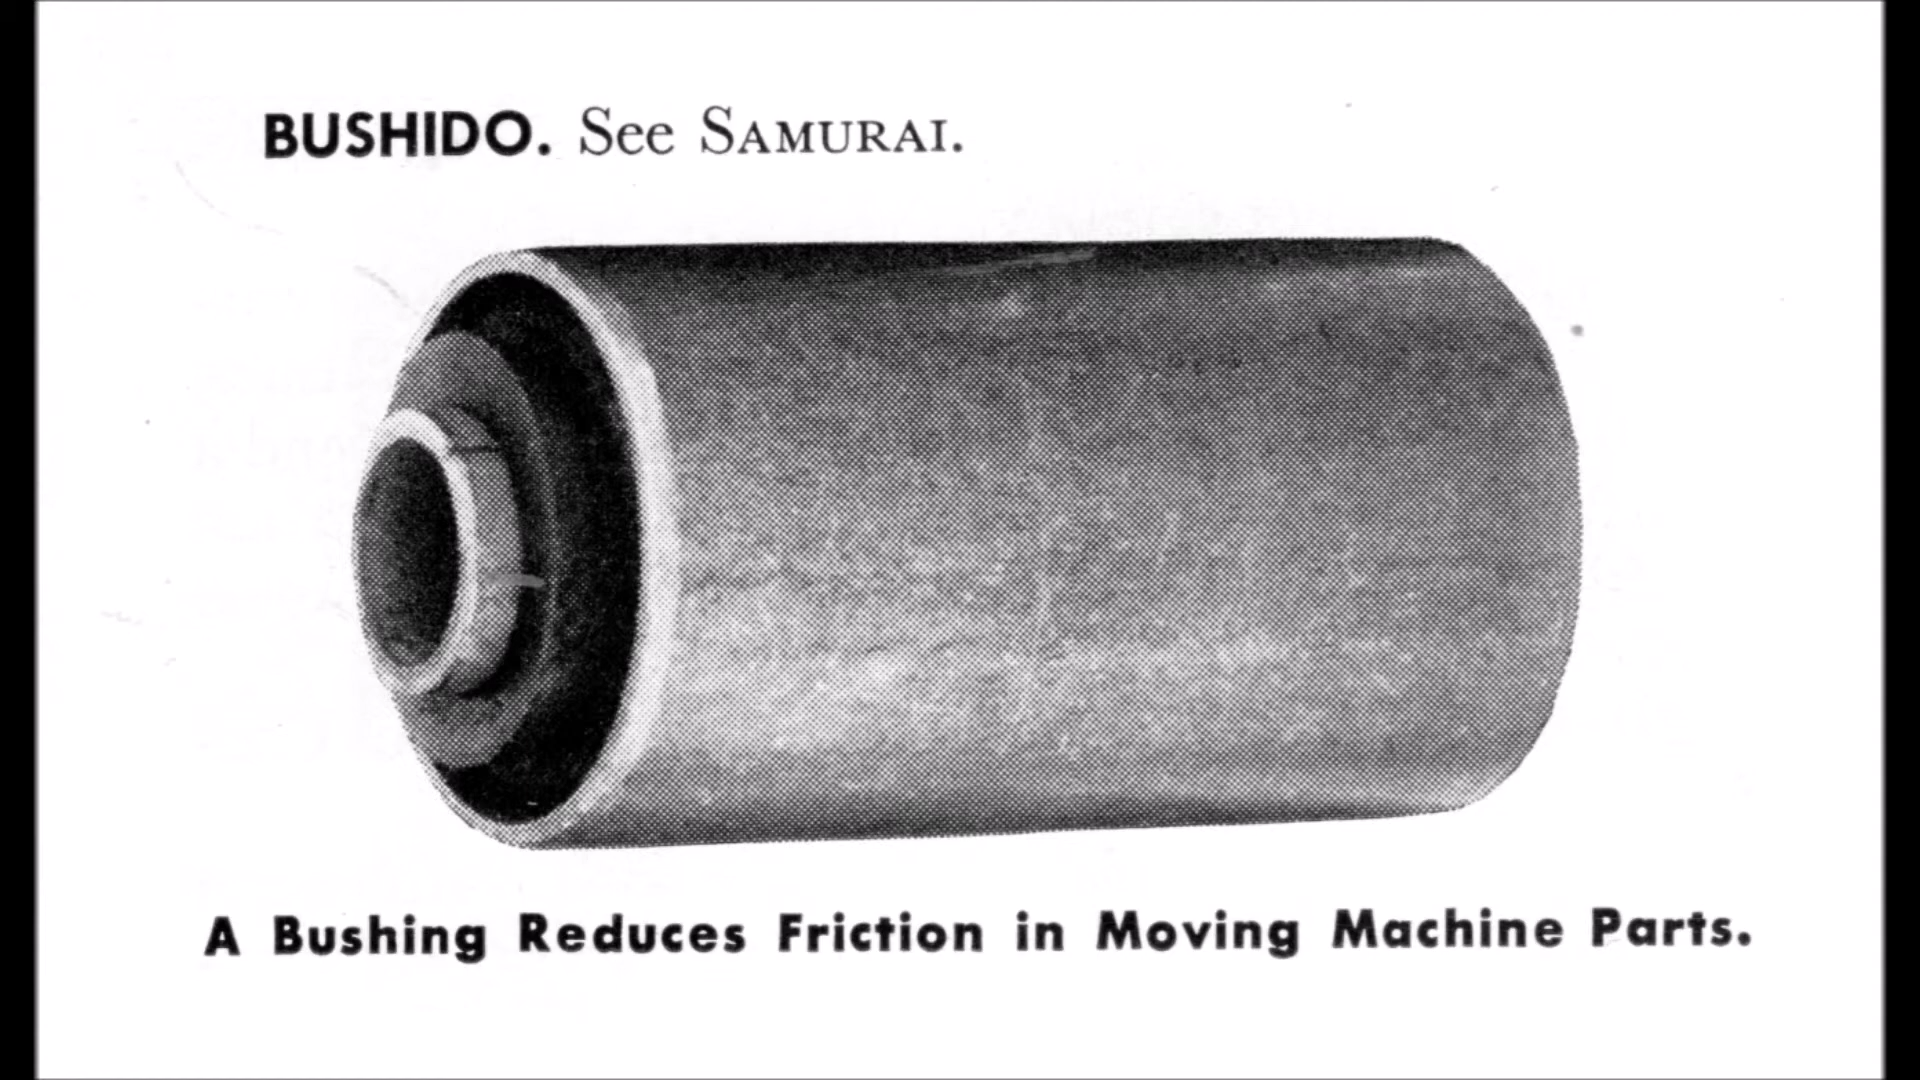 BUSHIDO. See SAMURAI.
A Bushing Reduces Friction in Moving Machine Parts.